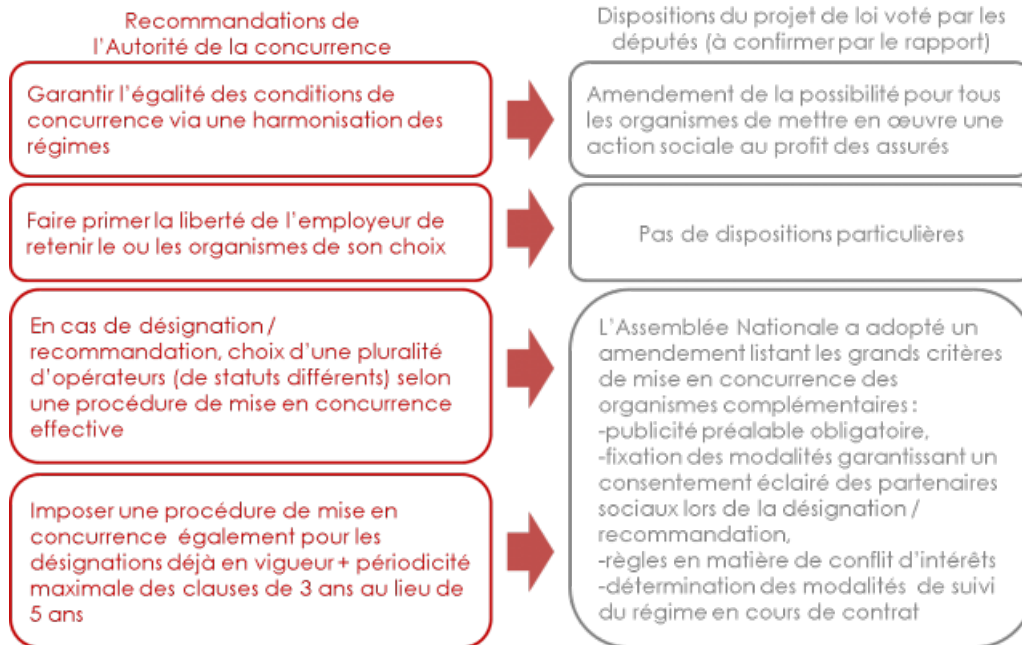 Recommandations de
l'Autorité de la concurrence
Dispositions du projet de loi voté par les
députés (à confirmer par le rapport)
Garantir l'égalité des conditions de
concurrence via une harmonisation des
régimes
Amendement de la possibilité pour tous
les organismes de mettre en œuvre une
action sociale au profit des assurés
Faire primer la liberté de l'employeur de
retenir le ou les organismes de son choix
Pas de dispositions particulières
En cas de désignation /
recommandation, choix d'une pluralité
d'opérateurs (de statuts différents) selon
une procédure de mise en concurrence
effective
Imposer une procédure de mise en
concurrence également pour les
désignations déjà en vigueur + périodicité
maximale des clauses de 3 ans au lieu de
5 ans
L'Assemblée Nationale a adopté un
amendement listant les grands critères
de mise en concurrence des
organismes complémentaires :
-publicité préalable obligatoire,
-fixation des modalités garantissant un
consentement éclairé des partenaires
sociaux lors de la désignation /
recommandation,
-règles en matière de conflit d'intérêts
-détermination des modalités de suivi
du régime en cours de contrat